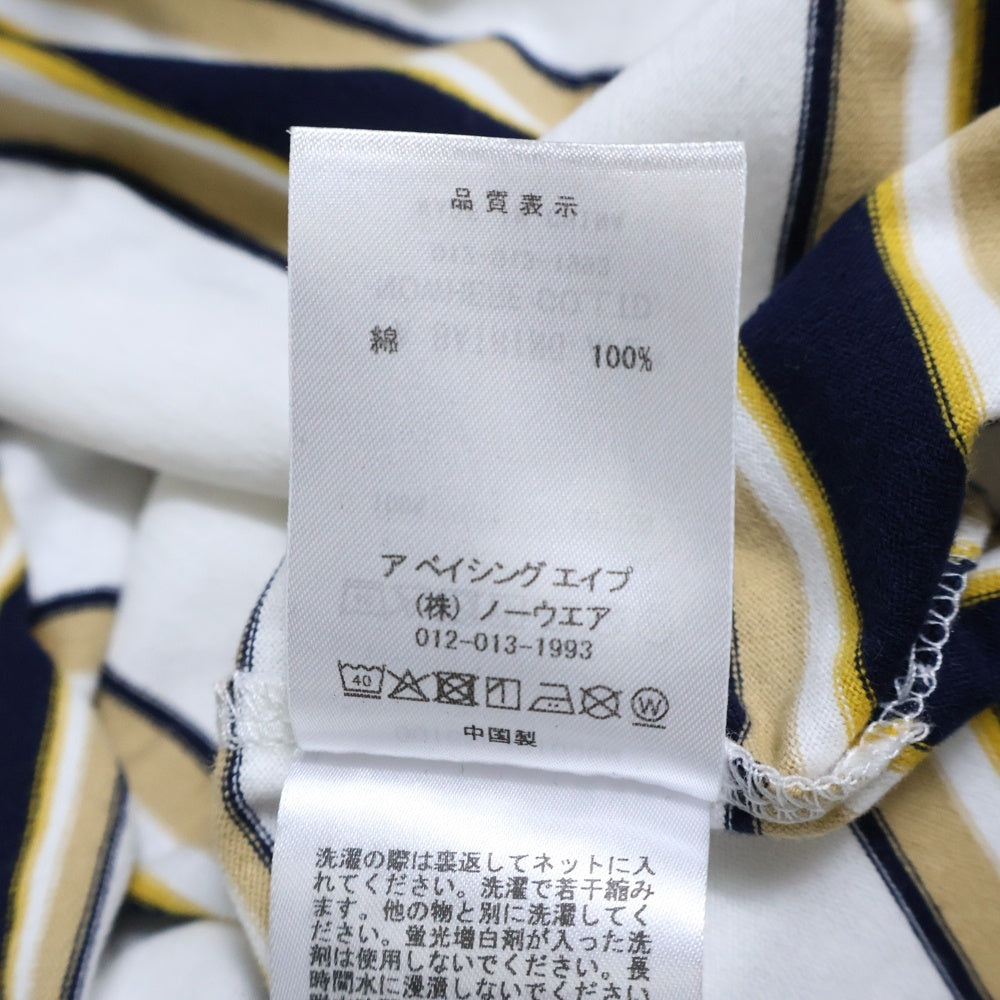 品質表示
綿 100%
ア ベイシング エイプ
(株) ノーウエア
012-013-1993
40
W
中国製
洗濯の際は裏返してネットに入
れてください。洗濯で若干縮み
ます。他の物と別に洗濯してく
ださい。蛍光増白剤が入った洗
剤は使用しないでください。長
時間水に浸漬しないでください